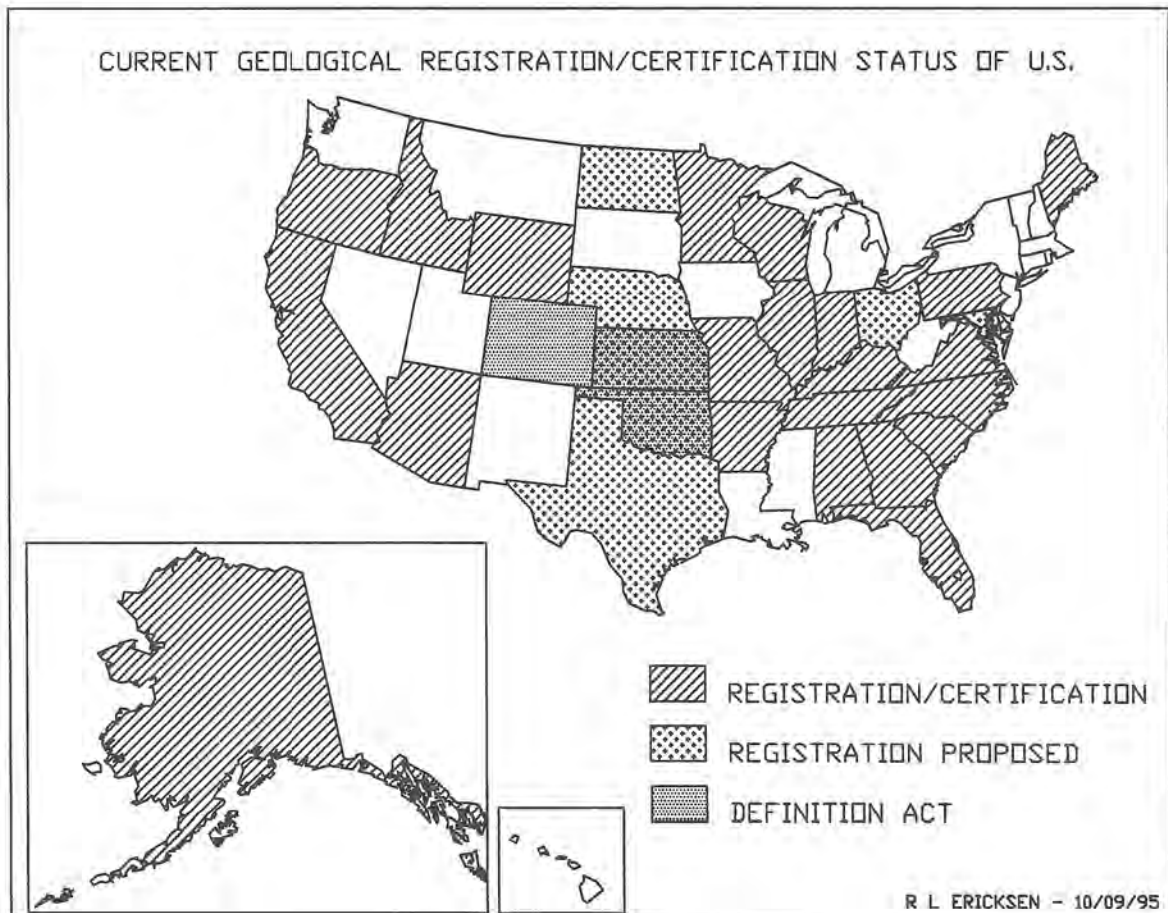 CURRENT GEOLOGICAL REGISTRATION/CERTIFICATION STATUS OF U.S.
REGISTRATION/CERTIFICATION
REGISTRATION PROPOSED
DEFINITION ACT
R L ERICKSEN - 10/09/95